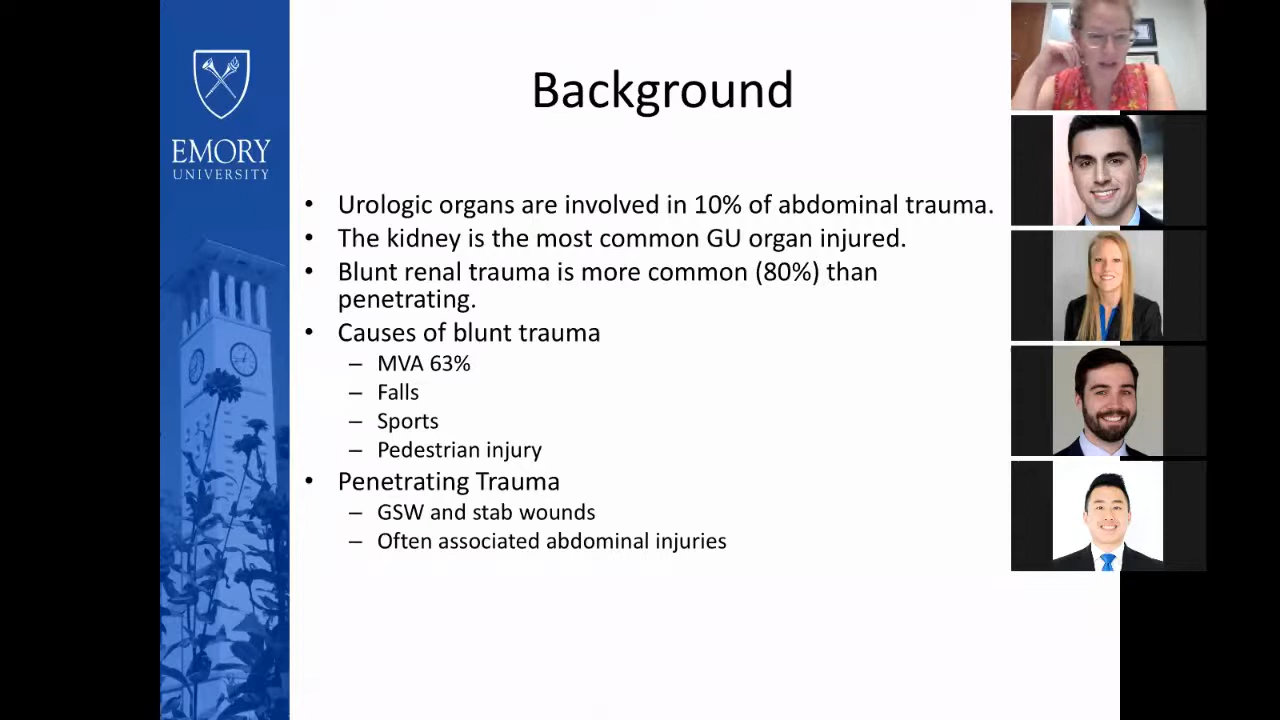 EMORY
UNIVERSITY
Background
• Urologic organs are involved in 10% of abdominal trauma.
• The kidney is the most common GU organ injured.
• Blunt renal trauma is more common (80%) than
penetrating.
• Causes of blunt trauma
– MVA 63%
– Falls
– Sports
– Pedestrian injury
• Penetrating Trauma
– GSW and stab wounds
– Often associated abdominal injuries